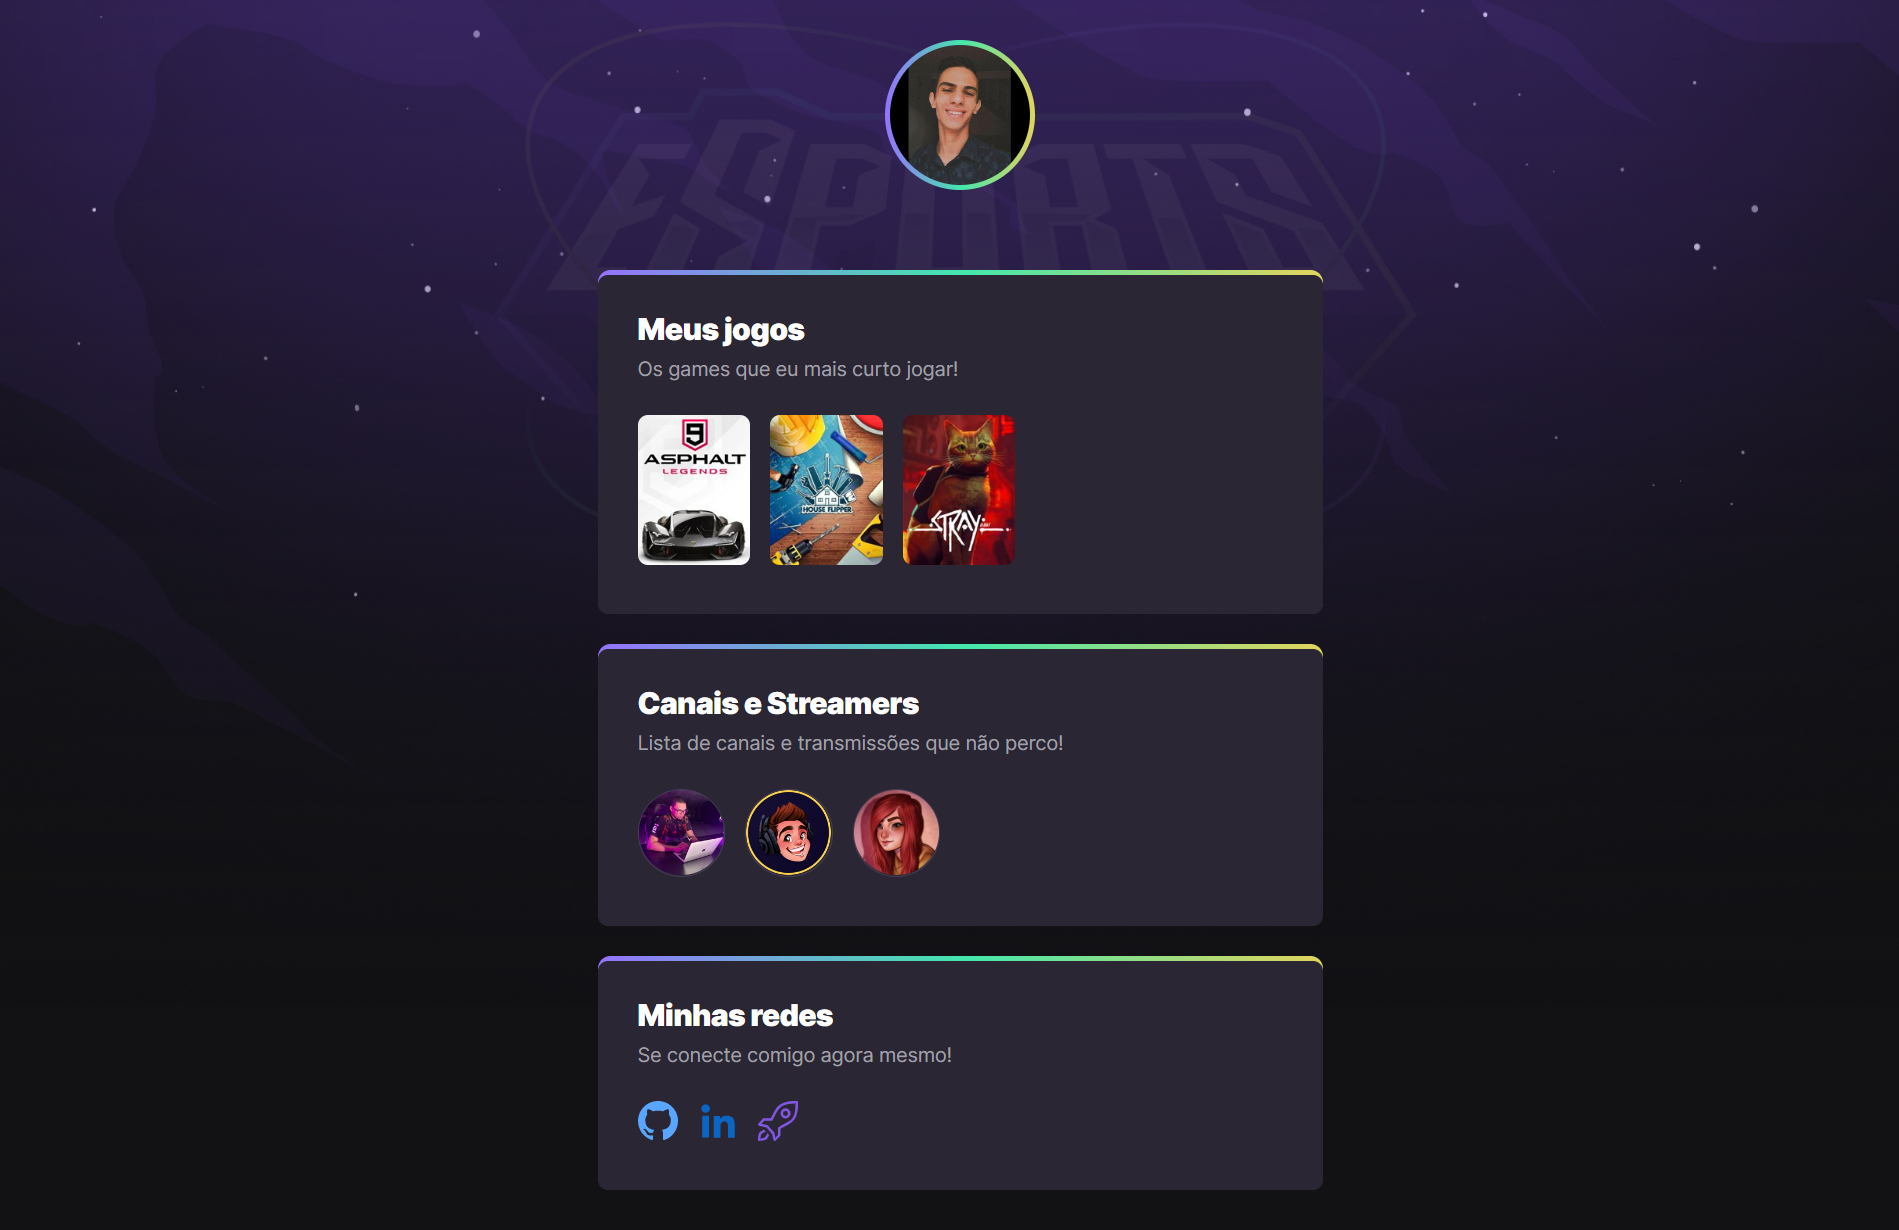 ESPORTS
Meus jogos
Os games que eu mais curto jogar!
9
ASPHALT
LEGENDS
HOUSE FLIPPER
STRAY
Canais e Streamers
Lista de canais e transmissões que não perco!
Minhas redes
Se conecte comigo agora mesmo!
in